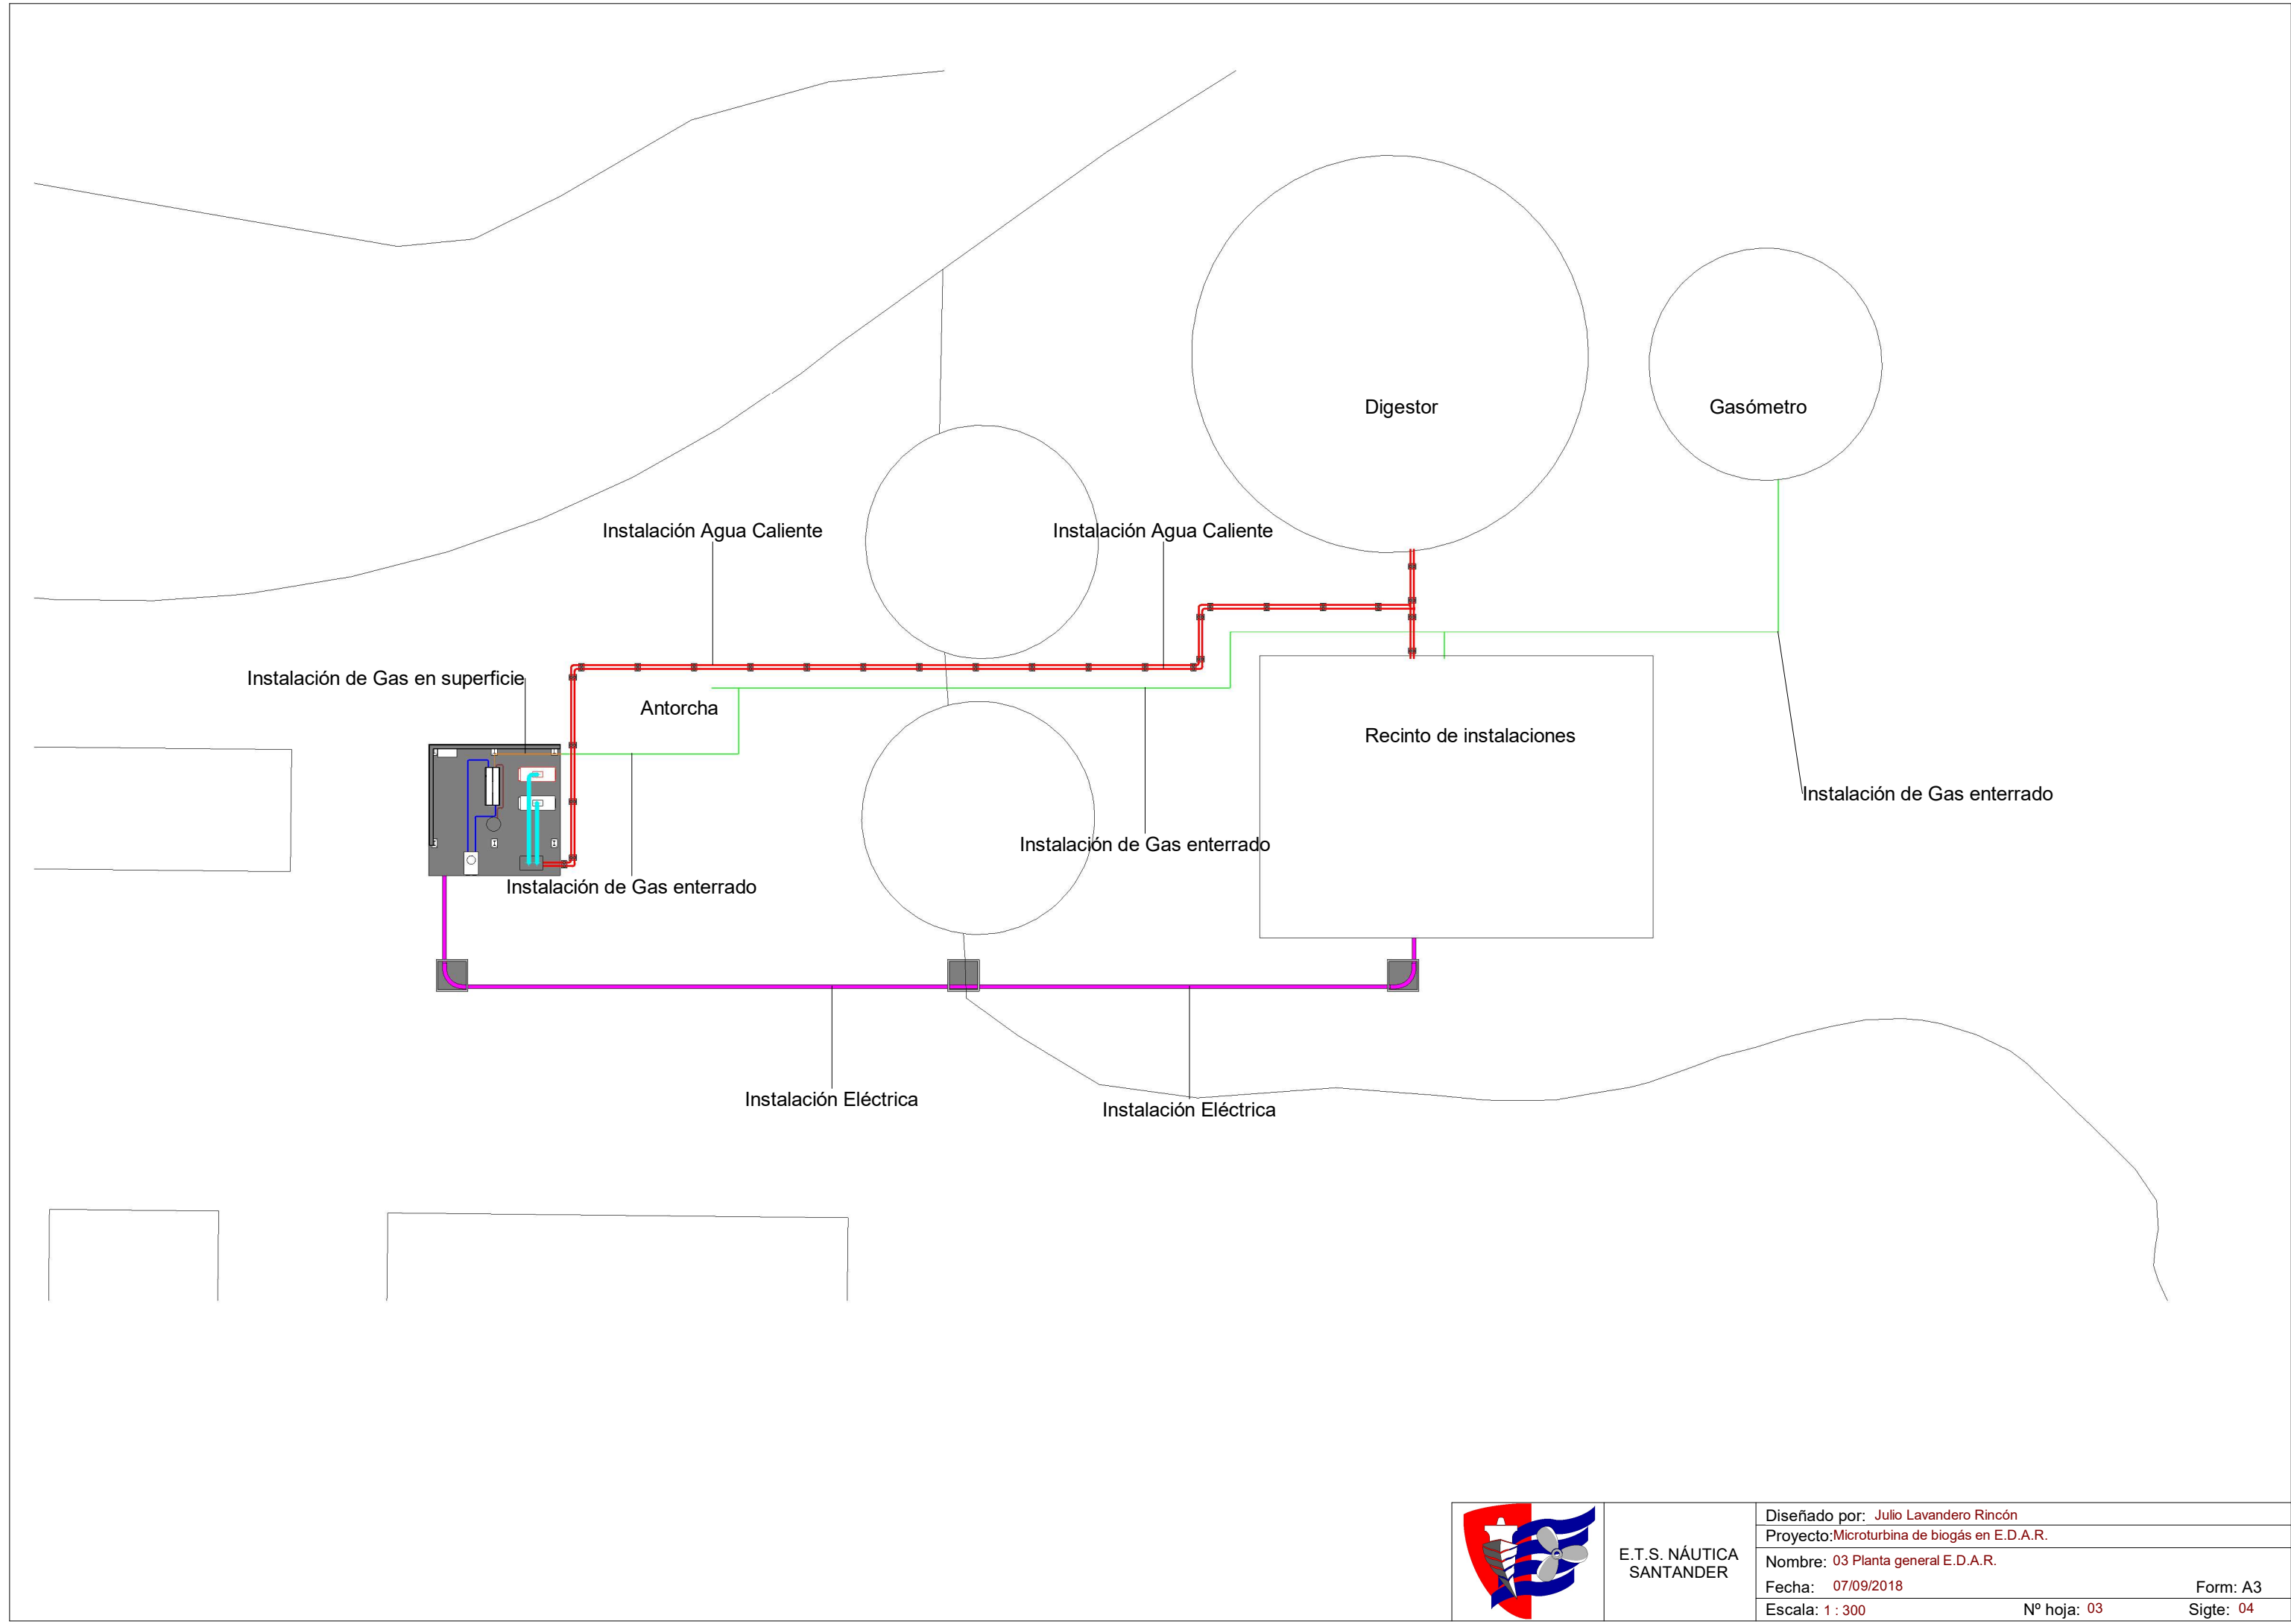 Digestor
Gasómetro
Instalación Agua Caliente
Instalación Agua Caliente
Instalación de Gas en superficie
Antorcha
Recinto de instalaciones
Instalación de Gas enterrado
Instalación de Gas enterrado
Instalación de Gas enterrado
Instalación Eléctrica
Instalación Eléctrica
E.T.S. NÁUTICA
SANTANDER
Diseñado por: Julio Lavandero Rincón
Proyecto:Microturbina de biogás en E.D.A.R.
Nombre: 03 Planta general E.D.A.R.
Fecha: 07/09/2018 Form: A3
Escala: 1 : 300 Nº hoja: 03 Sigte: 04